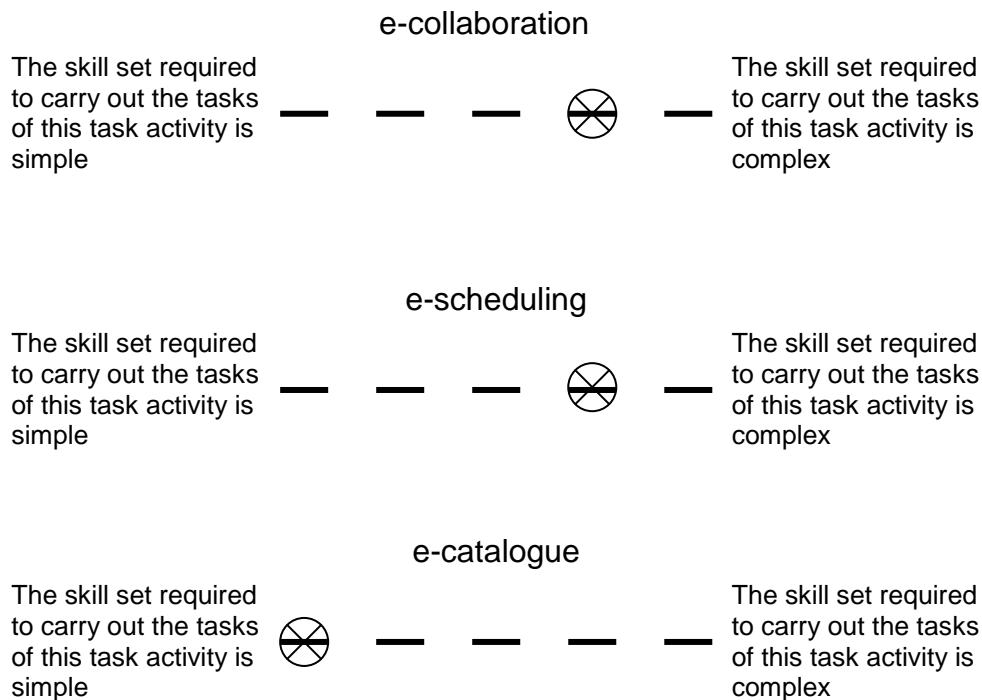 e-collaboration
The skill set required
to carry out the tasks
of this task activity is
simple
The skill set required
to carry out the tasks
of this task activity is
complex
e-scheduling
The skill set required
to carry out the tasks
of this task activity is
simple
The skill set required
to carry out the tasks
of this task activity is
complex
e-catalogue
The skill set required
to carry out the tasks
of this task activity is
simple
The skill set required
to carry out the tasks
of this task activity is
complex